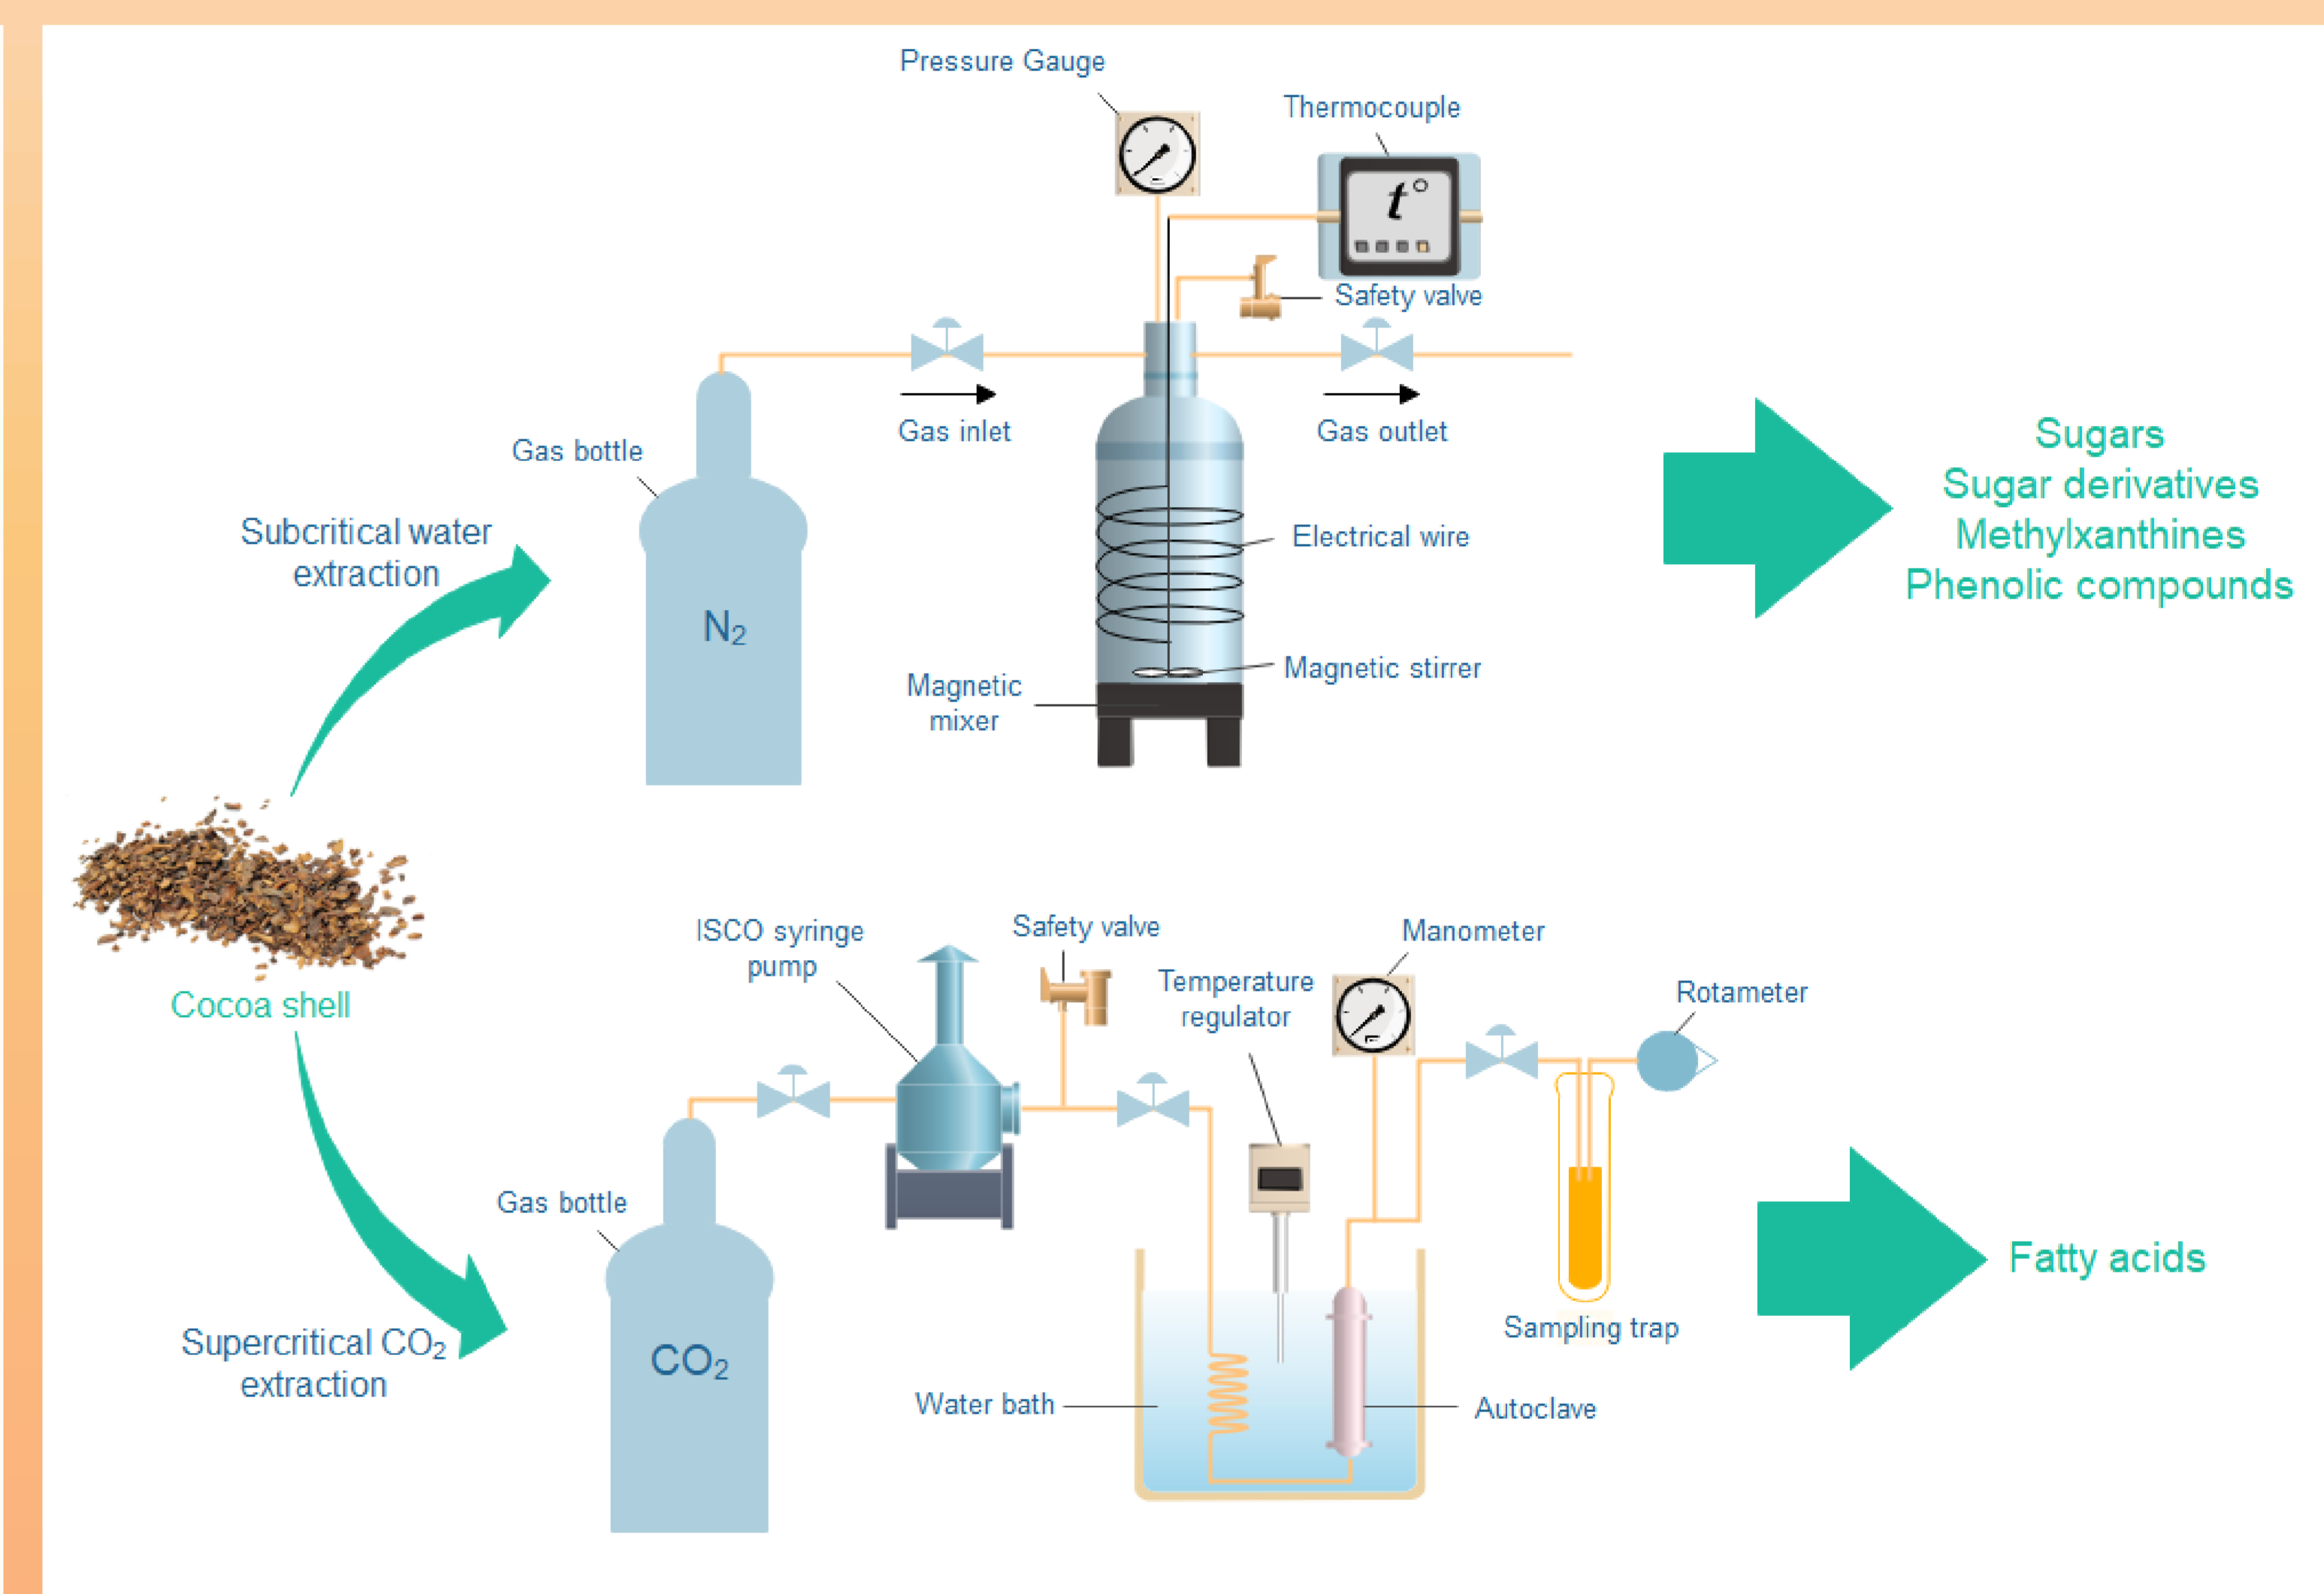 Pressure Gauge
Thermocouple
t°
Safety valve
Gas inlet
Gas outlet
Gas bottle
Subcritical water
extraction
N₂
Electrical wire
Magnetic stirrer
Magnetic
mixer
Sugars
Sugar derivatives
Methylxanthines
Phenolic compounds
Cocoa shell
ISCO syringe
pump
Safety valve
Temperature
regulator
Manometer
Rotameter
Gas bottle
Supercritical CO₂
extraction
CO₂
Water bath
Autoclave
Sampling trap
Fatty acids